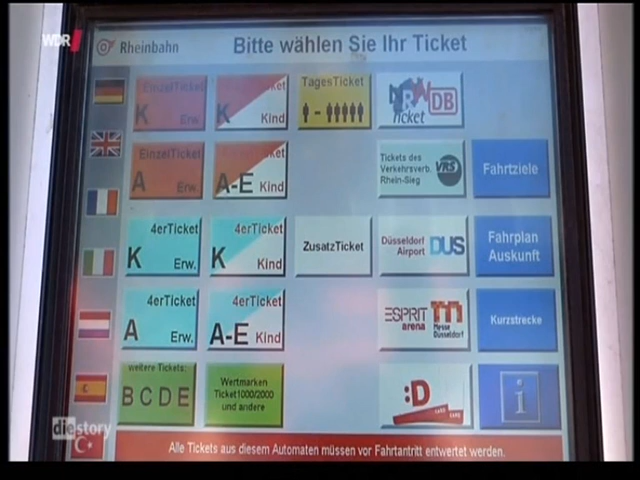 WDR
Rheinbahn
Bitte wählen Sie Ihr Ticket
EinzelTicket
K
Erw.
K
Kind
TagesTicket
-
NRW DB
Ticket
EinzelTicket
A
Erw.
A-E Kind
Tickets des
Verkehrsverb.
Rhein-Sieg
VRS
Fahrtziele
4erTicket
K
Erw.
4erTicket
K
Kind
ZusatzTicket
Düsseldorf
Airport
DUS
Fahrplan
Auskunft
4erTicket
A
Erw.
4erTicket
A-E Kind
ESPRIT
arena
Messe
Düsseldorf
Kurzstrecke
weitere Tickets:
B C D E
Wertmarken
Ticket1000/2000
und andere
:D
i
die story
Alle Tickets aus diesem Automaten müssen vor Fahrtantritt entwertet werden.